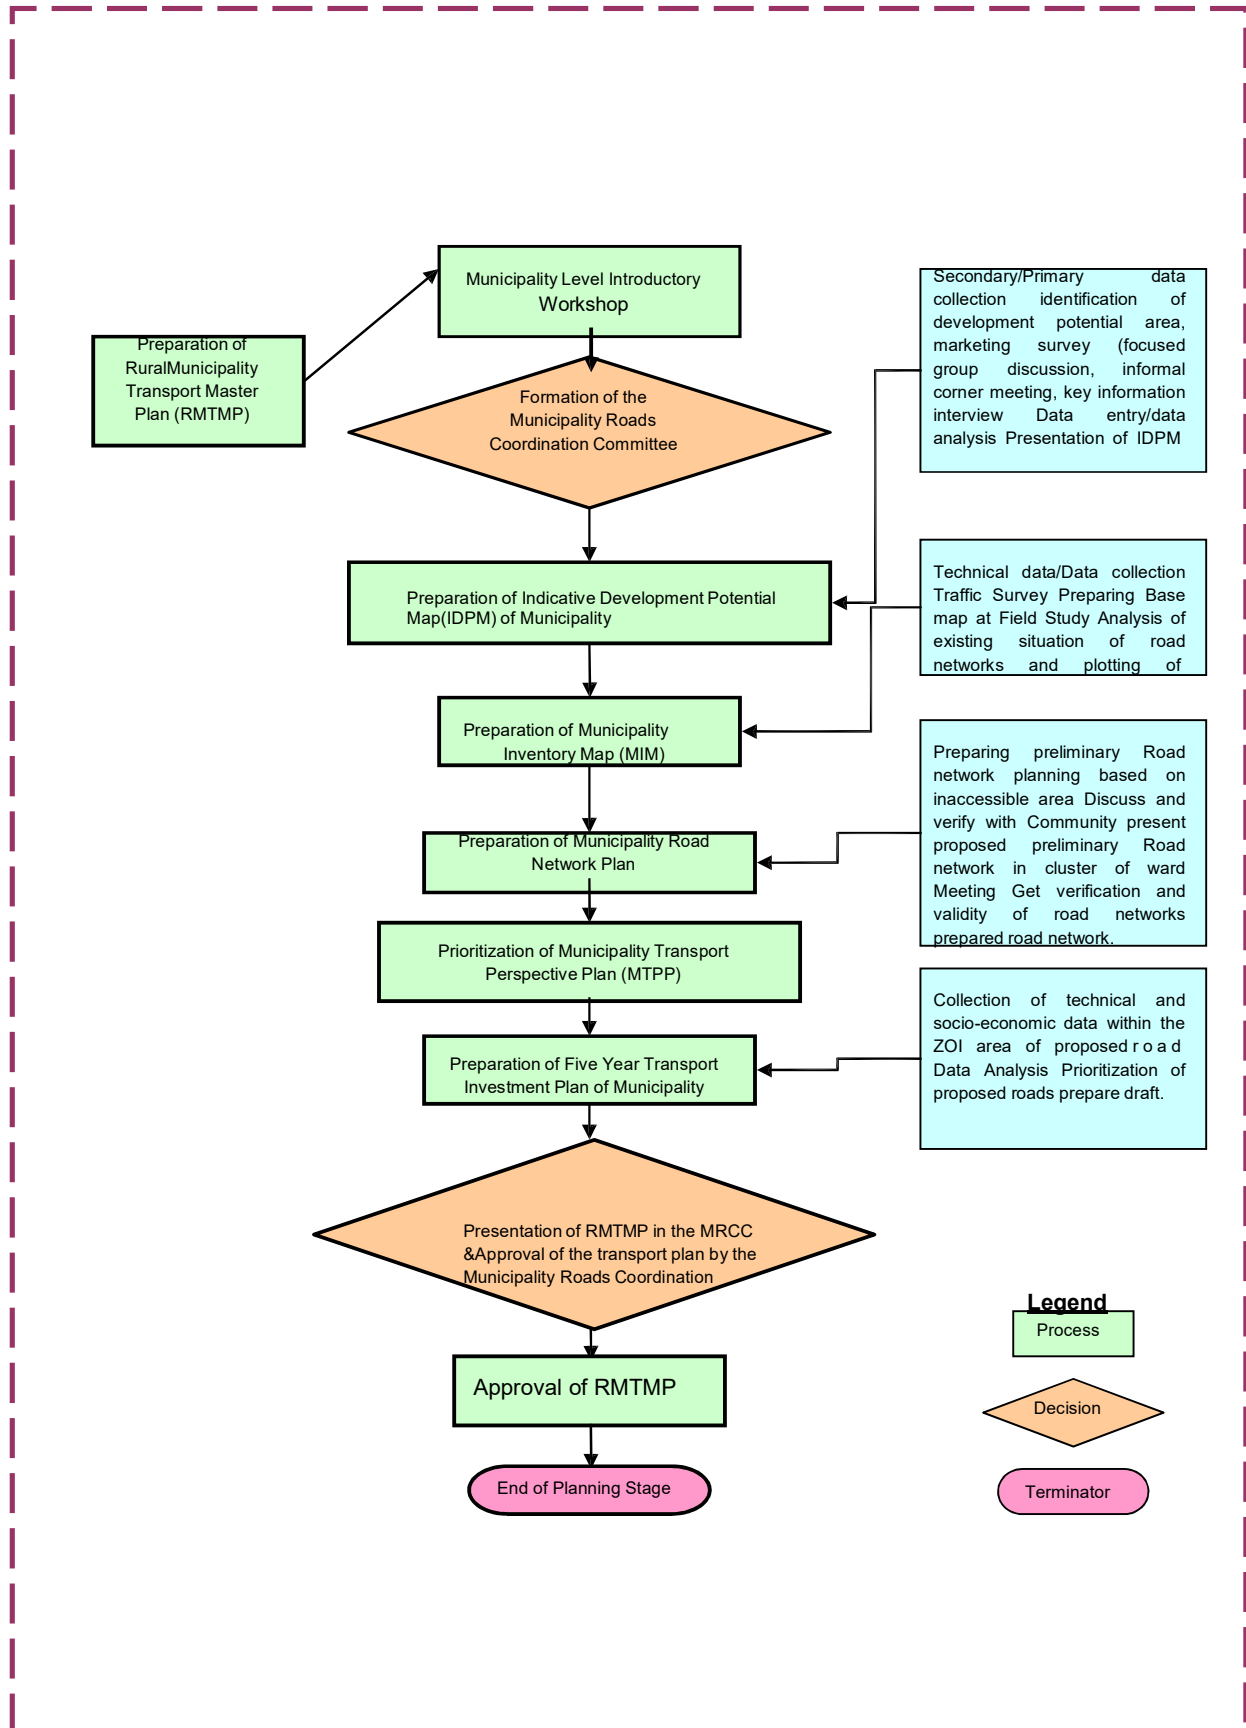 Municipality Level Introductory
Workshop
Preparation of
RuralMunicipality
Transport Master
Plan (RMTMP)
Formation of the
Municipality Roads
Coordination Committee
Preparation of Indicative Development Potential
Map(IDPM) of Municipality
Preparation of Municipality
Inventory Map (MIM)
Preparation of Municipality Road
Network Plan
Prioritization of Municipality Transport
Perspective Plan (MTPP)
Preparation of Five Year Transport
Investment Plan of Municipality
Presentation of RMTMP in the MRCC
&Approval of the transport plan by the
Municipality Roads Coordination
Approval of RMTMP
End of Planning Stage
Secondary/Primary data
collection identification of
development potential area,
marketing survey (focused
group discussion, informal
corner meeting, key information
interview Data entry/data
analysis Presentation of IDPM
Technical data/Data collection
Traffic Survey Preparing Base
map at Field Study Analysis of
existing situation of road
networks and plotting of
Preparing preliminary Road
network planning based on
inaccessible area Discuss and
verify with Community present
proposed preliminary Road
network in cluster of ward
Meeting Get verification and
validity of road networks
prepared road network.
Collection of technical and
socio-economic data within the
ZOI area of proposed road
Data Analysis Prioritization of
proposed roads prepare draft.
Legend
Process
Decision
Terminator